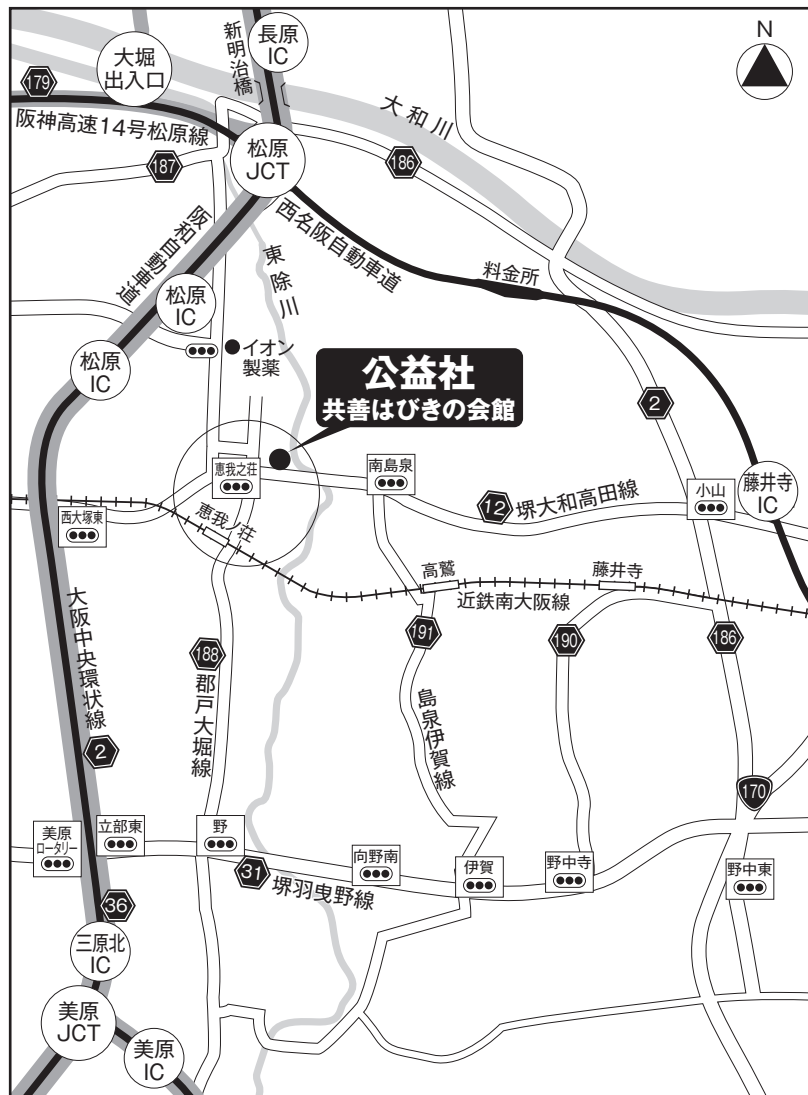 長原
IC
新明治橋
大堀
出入口
N
179
阪神高速14号松原線
大和川
187
松原
JCT
186
阪和自動車道
西名阪自動車道
東除川
料金所
松原
IC
松原
IC
イオン
製薬
公益社
共善はびきの会館
2
恵我之荘
南島泉
12
堺大和高田線
小山
藤井寺
IC
西大塚東
恵我ノ荘
高鷲
藤井寺
近鉄南大阪線
大阪中央環状線
188
郡戸大堀線
191
島泉伊賀線
190
186
2
170
美原
ロータリー
立部東
野
31
堺羽曳野線
向野南
伊賀
野中寺
野中東
36
三原北
IC
美原
JCT
美原
IC